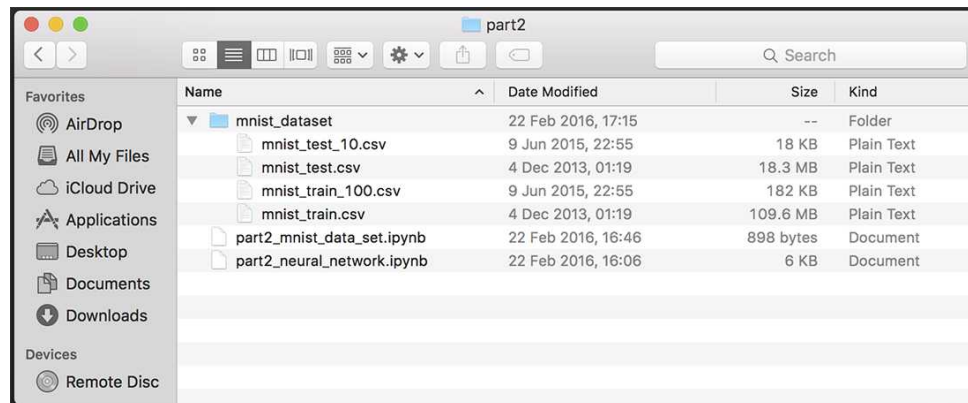 part2
Search
Favorites
AirDrop
All My Files
iCloud Drive
Applications
Desktop
Documents
Downloads
Devices
Remote Disc
Name Date Modified Size Kind
mnist_dataset 22 Feb 2016, 17:15 -- Folder
mnist_test_10.csv 9 Jun 2015, 22:55 18 KB Plain Text
mnist_test.csv 4 Dec 2013, 01:19 18.3 MB Plain Text
mnist_train_100.csv 9 Jun 2015, 22:55 182 KB Plain Text
mnist_train.csv 4 Dec 2013, 01:19 109.6 MB Plain Text
part2_mnist_data_set.ipynb 22 Feb 2016, 16:46 898 bytes Document
part2_neural_network.ipynb 22 Feb 2016, 16:06 6 KB Document